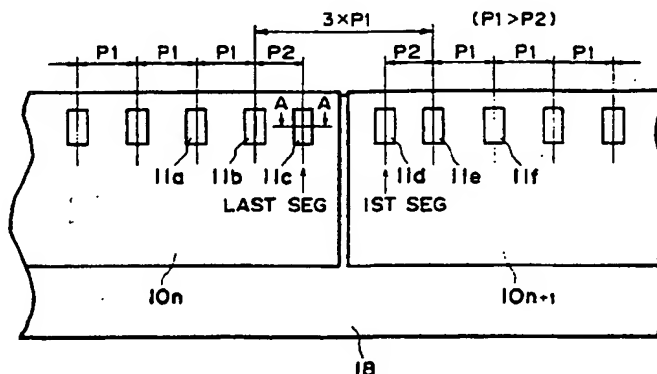 3×P1 (P1>P2)
P1 P1 P1 P2 P2 P1 P1 P1
A A
11a 11b 11c 11d 11e 11f
LAST SEG 1ST SEG
10n 10n+1
18